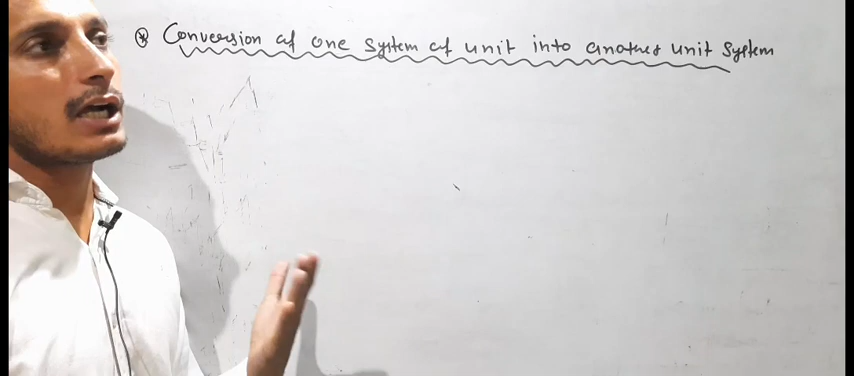 ⊛ Conversion of one system of unit into another unit system